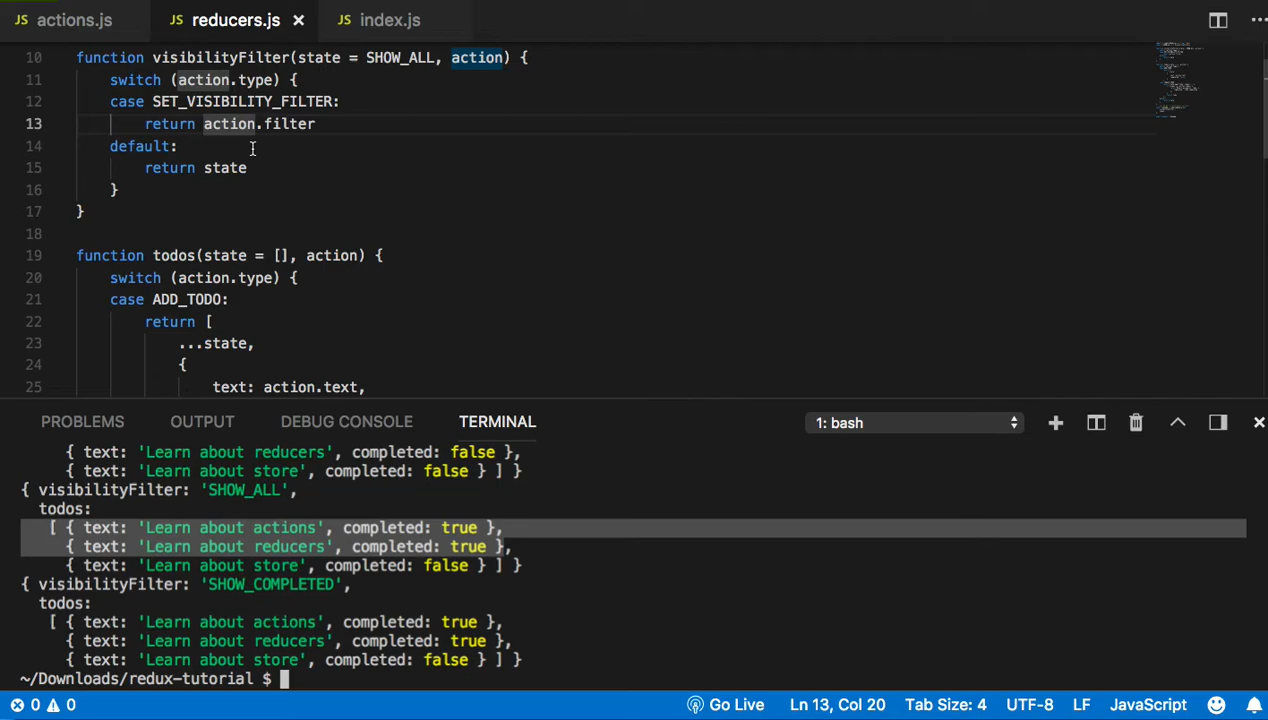 JS actions.js JS reducers.js × JS index.js ...
10 function visibilityFilter(state = SHOW_ALL, action) {
11 switch (action.type) {
12 case SET_VISIBILITY_FILTER:
13 return action.filter
14 default:
15 return state
16 }
17 }
18
19 function todos(state = [], action) {
20 switch (action.type) {
21 case ADD_TODO:
22 return [
23 ...state,
24 {
25 text: action.text,
PROBLEMS OUTPUT DEBUG CONSOLE TERMINAL 1: bash
{ text: 'Learn about reducers', completed: false },
{ text: 'Learn about store', completed: false } ] }
{ visibilityFilter: 'SHOW_ALL',
todos:
[ { text: 'Learn about actions', completed: true },
{ text: 'Learn about reducers', completed: true },
{ text: 'Learn about store', completed: false } ] }
{ visibilityFilter: 'SHOW_COMPLETED',
todos:
[ { text: 'Learn about actions', completed: true },
{ text: 'Learn about reducers', completed: true },
{ text: 'Learn about store', completed: false } ] }
~/Downloads/redux-tutorial $
0 0 Go Live Ln 13, Col 20 Tab Size: 4 UTF-8 LF JavaScript